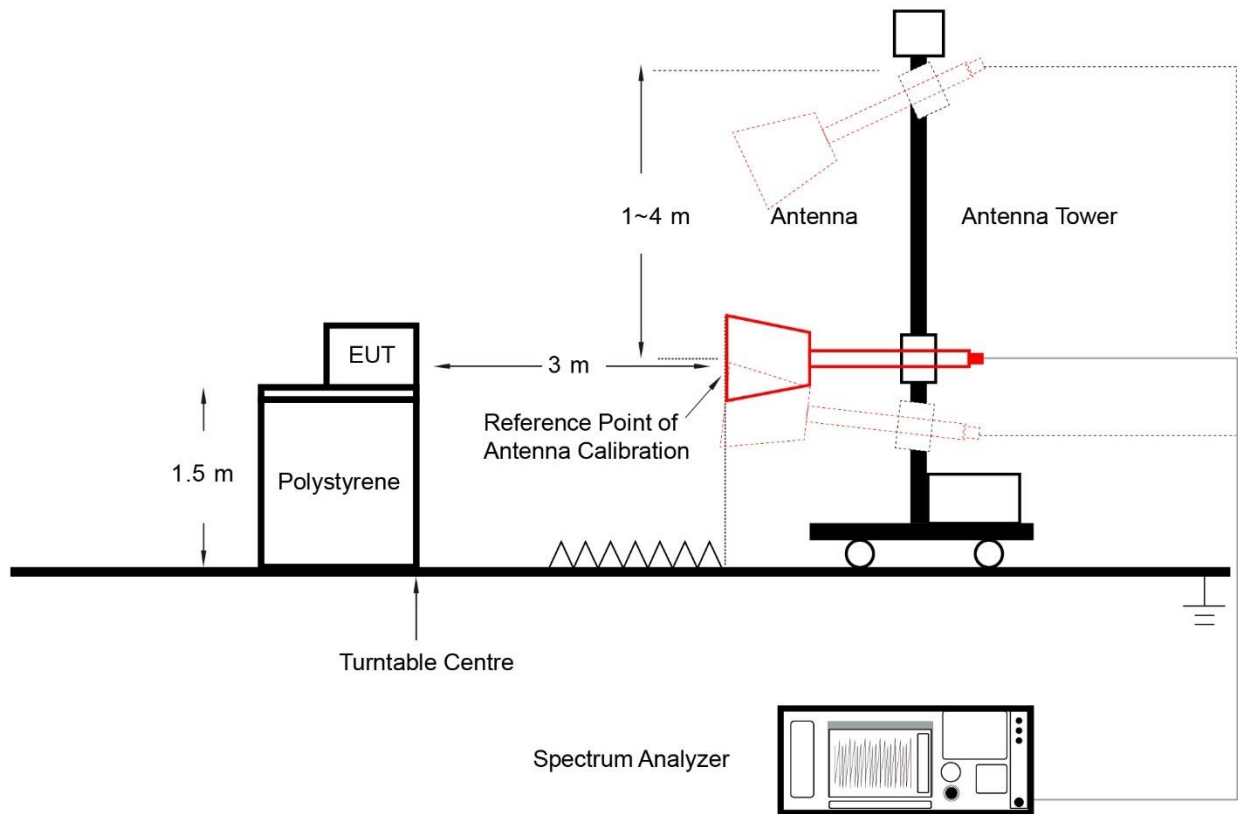 1~4 m
Antenna
Antenna Tower
EUT
3 m
Reference Point of
Antenna Calibration
1.5 m
Polystyrene
Turntable Centre
Spectrum Analyzer